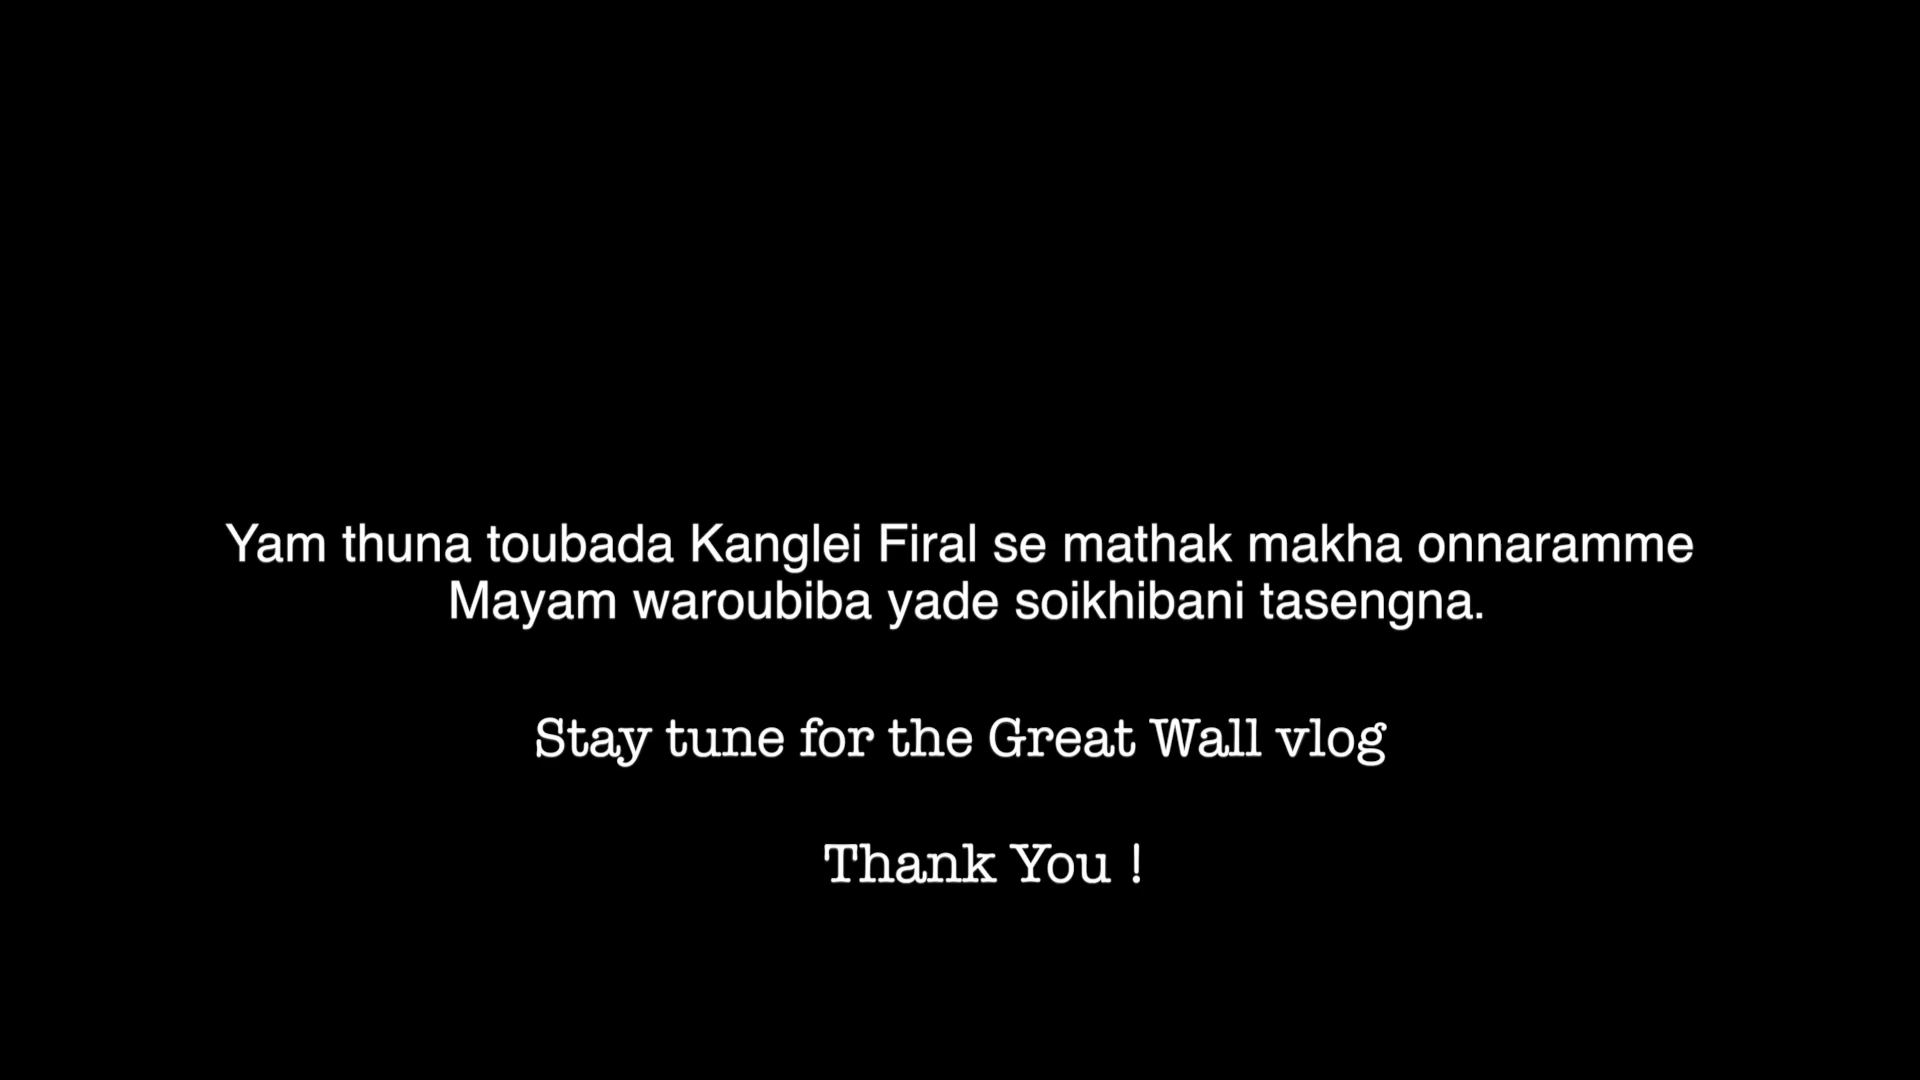 Yam thuna toubada Kanglei Firal se mathak makha onnaramme
Mayam waroubiba yade soikhibani tasengna.
Stay tune for the Great Wall vlog
Thank You !